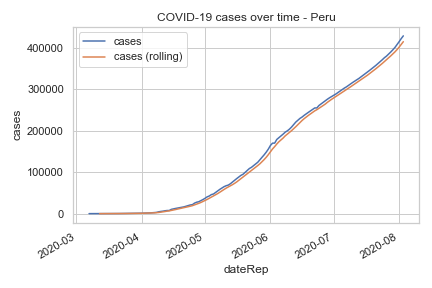 COVID-19 cases over time - Peru
cases
cases (rolling)
cases
400000
300000
200000
100000
0
2020-03
2020-04
2020-05
2020-06
2020-07
2020-08
dateRep